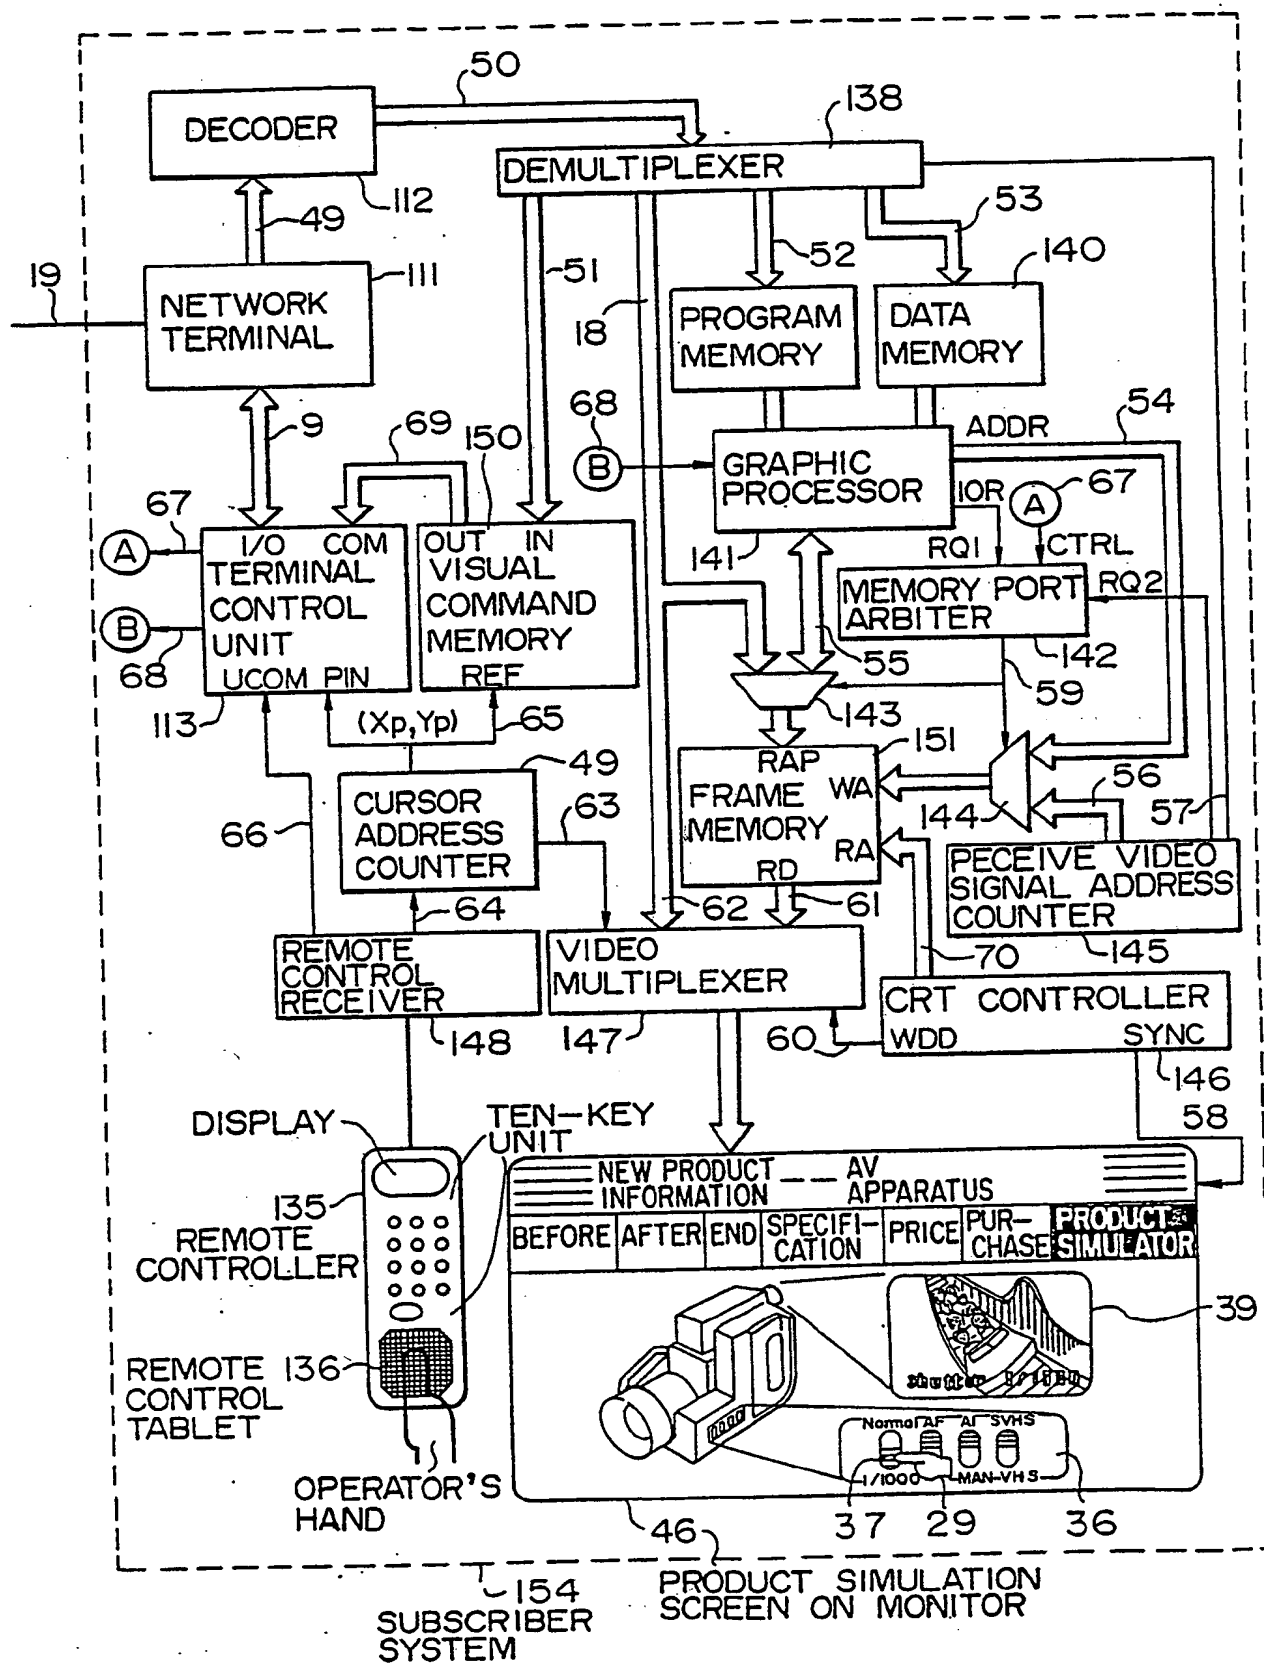 50
138
DECODER
DEMULTIPLEXER
112
49
53
52
140
51
111
19
18
NETWORK
TERMINAL
PROGRAM
MEMORY
DATA
MEMORY
9
69
150
68
B
54
ADDR
GRAPHIC
PROCESSOR
IOR
A
67
67
A
I/O COM
TERMINAL
CONTROL
UNIT
UCOM PIN
OUT IN
VISUAL
COMMAND
MEMORY
REF
141
RQ1
CTRL
MEMORY PORT
ARBITER
RQ2
B
68
55
142
59
113
(Xp,Yp)
65
143
151
49
RAP
FRAME
MEMORY
WA
RA
RD
CURSOR
ADDRESS
COUNTER
63
66
56
144
57
PECEIVE VIDEO
SIGNAL ADDRESS
COUNTER
64
62
61
145
REMOTE
CONTROL
RECEIVER
VIDEO
MULTIPLEXER
70
CRT CONTROLLER
WDD
SYNC
148
147
60
146
58
DISPLAY
TEN-KEY
UNIT
135
REMOTE
CONTROLLER
NEW PRODUCT
INFORMATION
AV
APPARATUS
BEFORE
AFTER
END
SPECIFI-
CATION
PRICE
PUR-
CHASE
PRODUCT
SIMULATOR
39
REMOTE 136
CONTROL
TABLET
Shutter 1/1000
Normal AF AI SVHS
1/1000 MAN VHS
OPERATOR'S
HAND
46
37
29
36
154
SUBSCRIBER
SYSTEM
PRODUCT SIMULATION
SCREEN ON MONITOR